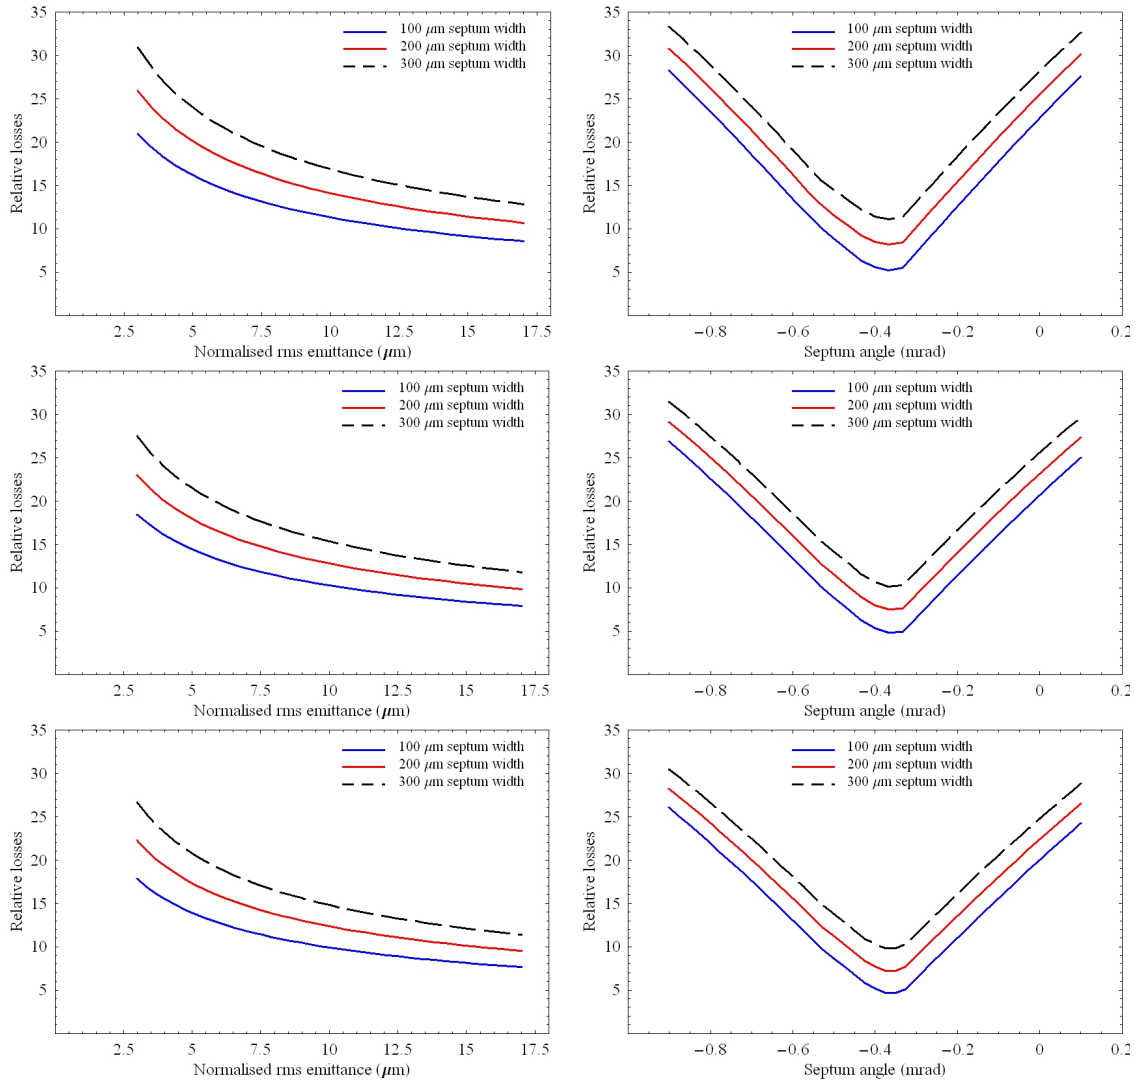 35
30
25
20
15
10
5
2.5 5 7.5 10 12.5 15 17.5
Relative losses
Normalised rms emittance (μm)
100 μm septum width
200 μm septum width
300 μm septum width
35
30
25
20
15
10
5
−0.8 −0.6 −0.4 −0.2 0 0.2
Relative losses
Septum angle (mrad)
100 μm septum width
200 μm septum width
300 μm septum width
35
30
25
20
15
10
5
2.5 5 7.5 10 12.5 15 17.5
Relative losses
Normalised rms emittance (μm)
100 μm septum width
200 μm septum width
300 μm septum width
35
30
25
20
15
10
5
−0.8 −0.6 −0.4 −0.2 0 0.2
Relative losses
Septum angle (mrad)
100 μm septum width
200 μm septum width
300 μm septum width
35
30
25
20
15
10
5
2.5 5 7.5 10 12.5 15 17.5
Relative losses
Normalised rms emittance (μm)
100 μm septum width
200 μm septum width
300 μm septum width
35
30
25
20
15
10
5
−0.8 −0.6 −0.4 −0.2 0 0.2
Relative losses
Septum angle (mrad)
100 μm septum width
200 μm septum width
300 μm septum width